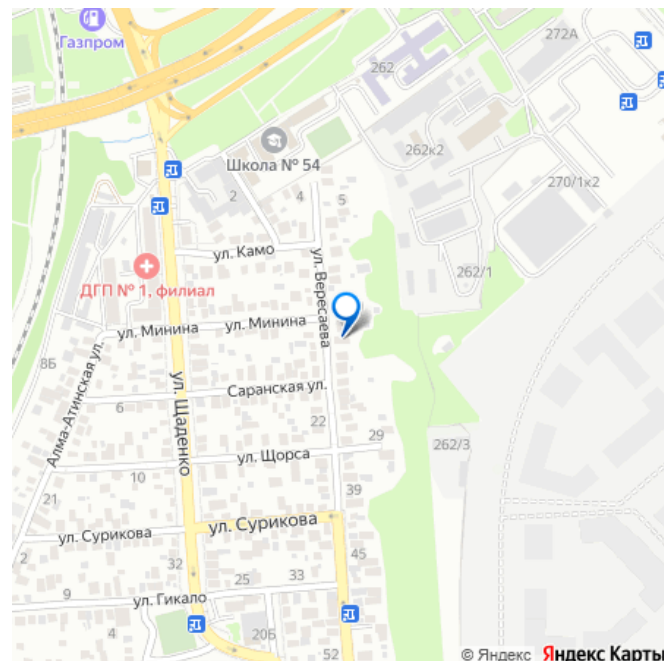 Газпром
272А
262
262к2
Школа № 54
270/1к2
2
4
5
ул. Камо
262/1
ДГП № 1, филиал
ул. Вересаева
ул. Минина
ул. Минина
8Б
Алма-Атинская ул.
ул. Щаденко
Саранская ул.
6
22
29
262/3
ул. Щорса
10
21
39
ул. Сурикова
ул. Сурикова
2
32
45
25
33
9
ул. Гикало
4
20Б
52
© Яндекс Яндекс Карты